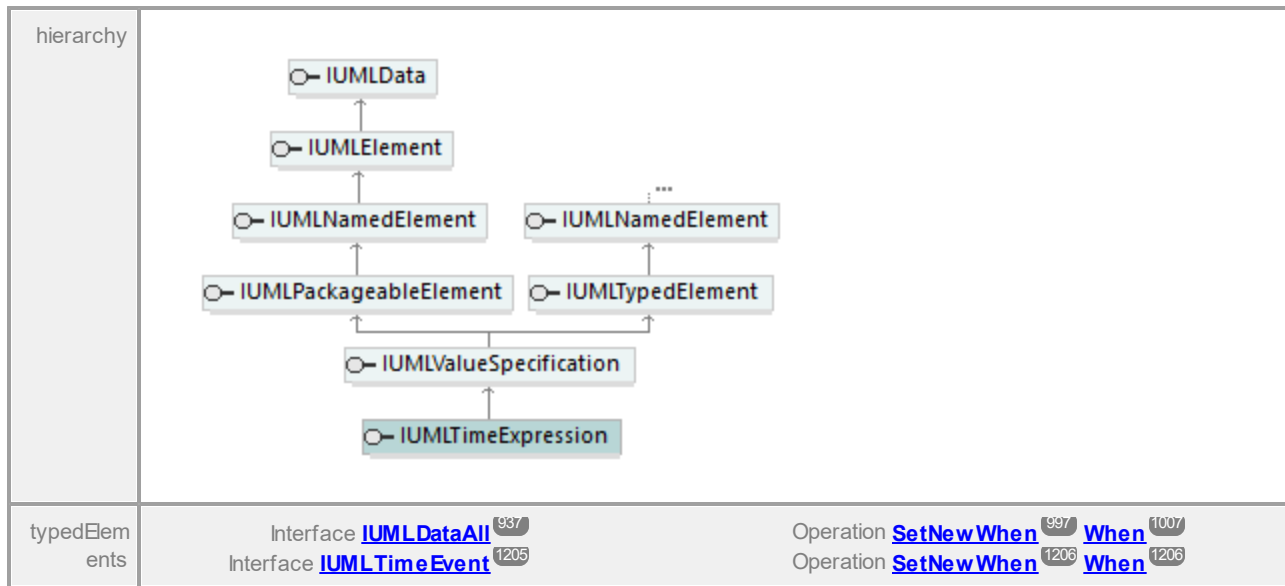 hierarchy
IUMLData
IUMLElement
...
IUMLNamedElement IUMLNamedElement
IUMLPackageableElement IUMLTypedElement
IUMLValueSpecification
IUMLTimeExpression
typedElem
ents
Interface IUMLDataAll 937 Operation SetNewWhen 997 When 1007
Interface IUMLTimeEvent 1205 Operation SetNewWhen 1206 When 1206